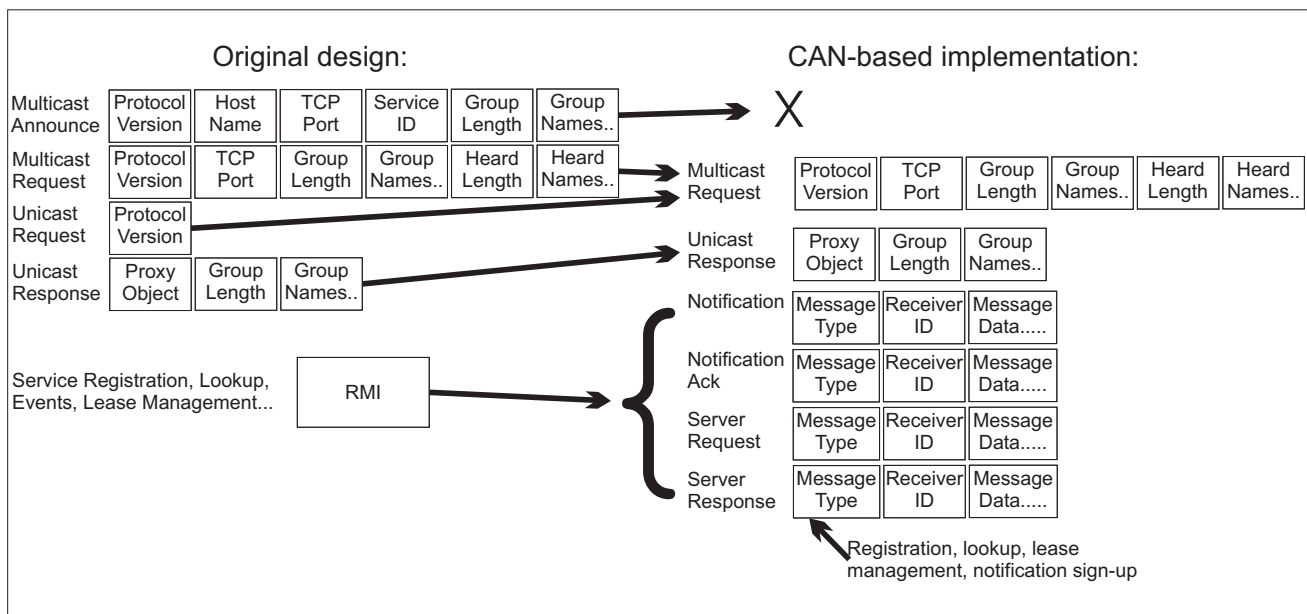 Original design:
CAN-based implementation:
Multicast
Announce
Protocol
Version
Host
Name
TCP
Port
Service
ID
Group
Length
Group
Names..
X
Multicast
Request
Protocol
Version
TCP
Port
Group
Length
Group
Names..
Heard
Length
Heard
Names..
Multicast
Request
Protocol
Version
TCP
Port
Group
Length
Group
Names..
Heard
Length
Heard
Names..
Unicast
Request
Protocol
Version
Unicast
Response
Proxy
Object
Group
Length
Group
Names..
Unicast
Response
Proxy
Object
Group
Length
Group
Names..
Service Registration, Lookup,
Events, Lease Management...
RMI
Notification
Message
Type
Receiver
ID
Message
Data.....
Notification
Ack
Message
Type
Receiver
ID
Message
Data.....
Server
Request
Message
Type
Receiver
ID
Message
Data.....
Server
Response
Message
Type
Receiver
ID
Message
Data.....
Registration, lookup, lease
management, notification sign-up